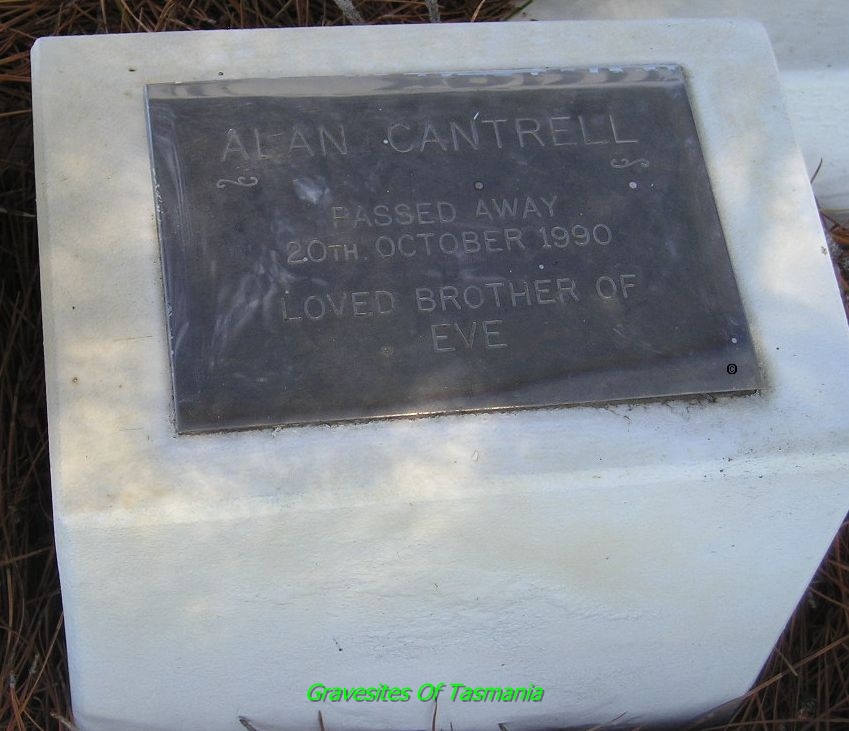 ALAN CANTRELL
PASSED AWAY
20TH. OCTOBER 1990
LOVED BROTHER OF
EVE
©
Gravesites Of Tasmania